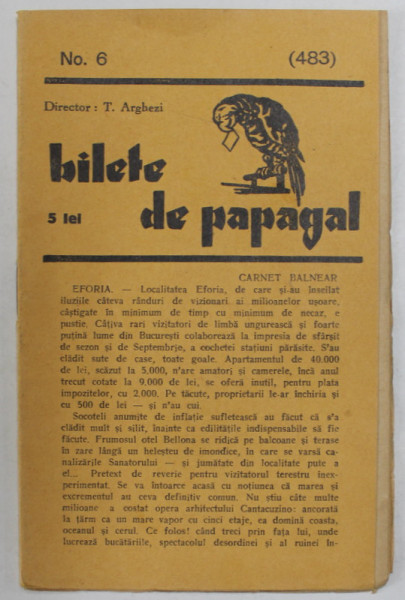 No. 6 (483)
Director : T. Arghezi
bilete
5 lei de papagal
CARNET BALNEAR
EFORIA. — Localitatea Eforia, de care și-au înseilat
iluziile câteva rânduri de vizionari ai milioanelor ușoare,
câștigate în minimum de timp cu minimum de necaz, e
pustie. Câțiva rari vizitatori de limbă ungurească și foarte
puțină lume din București colaborează la impresia de sfârșit
de sezon și de Septembrie, a cochetei stațiuni părăsite. S'au
clădit sute de case, toate goale. Apartamentul de 40.000
de lei, scăzut la 5.000, n'are amatori și camerele, încă anul
trecut cotate la 9.000 de lei, se oferă inutil, pentru plata
impozitelor, cu 2.000. Pe tăcute, proprietarii le-ar închiria și
cu 500 de lei — și n'au cui.
Socoteli anumite de inflație sufletească au făcut că s'a
clădit mult și silit, înainte ca edilitățile indispensabile să fie
făcute. Frumosul otel Bellona se ridică pe balcoane și terase
în zare lângă un heleșteu de imondice, în care se varsă ca-
nalizările Sanatorului — și jumătate din localitate pute a
el... Pretext de reverie pentru vizitatorul terestru inex-
perimentat. Se va întoarce acasă cu noțiunea că marea și
excrementul au ceva definitiv comun. Nu știu câte multe
milioane a costat opera arhitectului Cantacuzino: ancorată
la țărm ca un mare vapor cu cinci etaje, ea domină coasta,
oceanul și cerul. Ce folos! când treci prin fața lui, unde
lucrează bucătăriile, spectacolul desordinei și al ruinei în-